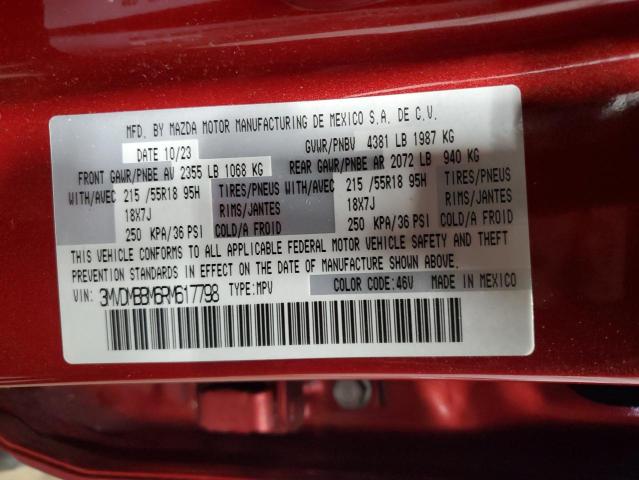 MFD. BY MAZDA MOTOR MANUFACTURING DE MEXICO S.A. DE C.V.
DATE 10/23 GVWR/PNBV 4381 LB 1987 KG
FRONT GAWR/PNBE AV 2355 LB 1068 KG REAR GAWR/PNBE AR 2072 LB 940 KG
WITH/AVEC 215 /55R18 95H TIRES/PNEUS WITH/AVEC 215 /55R18 95H TIRES/PNEUS
18X7J RIMS/JANTES 18X7J RIMS/JANTES
250 KPA/36 PSI COLD/A FROID 250 KPA/36 PSI COLD/A FROID
THIS VEHICLE CONFORMS TO ALL APPLICABLE FEDERAL MOTOR VEHICLE SAFETY AND THEFT
PREVENTION STANDARDS IN EFFECT ON THE DATE OF MANUFACTURE SHOWN ABOVE.
VIN: 3MVDMBBM6RM617798 TYPE:MPV COLOR CODE:46V MADE IN MEXICO